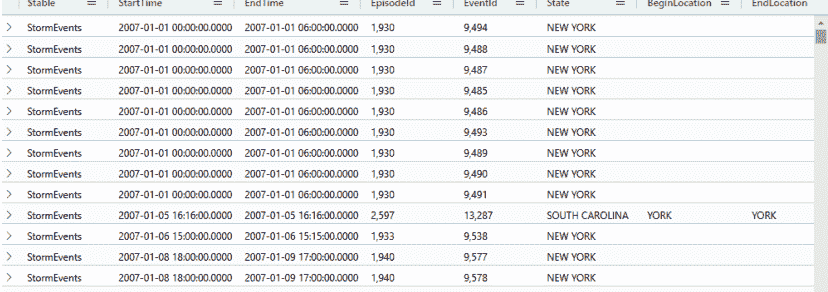 $table StartTime EndTime EpisodeId EventId State BeginLocation EndLocation
StormEvents 2007-01-01 00:00:00.0000 2007-01-01 06:00:00.0000 1,930 9,494 NEW YORK
StormEvents 2007-01-01 00:00:00.0000 2007-01-01 06:00:00.0000 1,930 9,488 NEW YORK
StormEvents 2007-01-01 00:00:00.0000 2007-01-01 06:00:00.0000 1,930 9,487 NEW YORK
StormEvents 2007-01-01 00:00:00.0000 2007-01-01 06:00:00.0000 1,930 9,485 NEW YORK
StormEvents 2007-01-01 00:00:00.0000 2007-01-01 06:00:00.0000 1,930 9,486 NEW YORK
StormEvents 2007-01-01 00:00:00.0000 2007-01-01 06:00:00.0000 1,930 9,493 NEW YORK
StormEvents 2007-01-01 00:00:00.0000 2007-01-01 06:00:00.0000 1,930 9,489 NEW YORK
StormEvents 2007-01-01 00:00:00.0000 2007-01-01 06:00:00.0000 1,930 9,490 NEW YORK
StormEvents 2007-01-01 00:00:00.0000 2007-01-01 06:00:00.0000 1,930 9,491 NEW YORK
StormEvents 2007-01-05 16:16:00.0000 2007-01-05 16:16:00.0000 2,597 13,287 SOUTH CAROLINA YORK YORK
StormEvents 2007-01-06 15:00:00.0000 2007-01-06 15:15:00.0000 1,933 9,538 NEW YORK
StormEvents 2007-01-08 18:00:00.0000 2007-01-09 17:00:00.0000 1,940 9,577 NEW YORK
StormEvents 2007-01-08 18:00:00.0000 2007-01-09 17:00:00.0000 1,940 9,578 NEW YORK